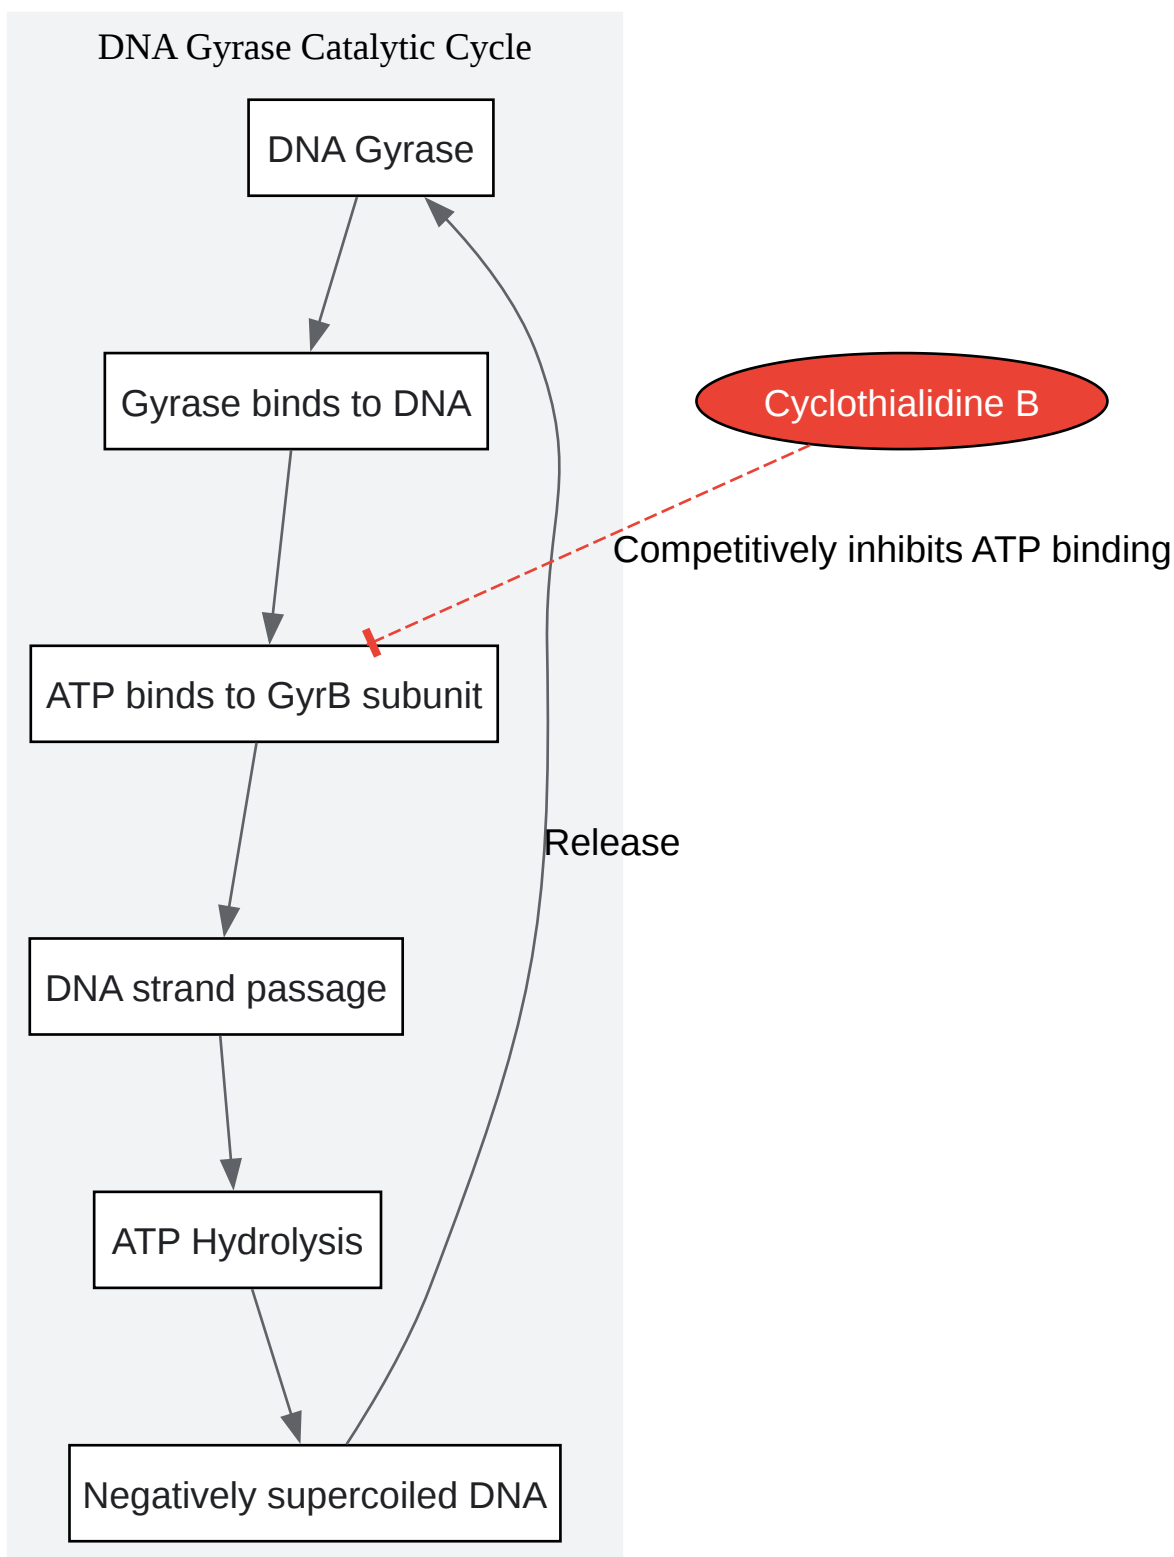 DNA Gyrase Catalytic Cycle
DNA Gyrase
Gyrase binds to DNA
Cyclothialidine B
Competitively inhibits ATP binding
ATP binds to GyrB subunit
Release
DNA strand passage
ATP Hydrolysis
Negatively supercoiled DNA